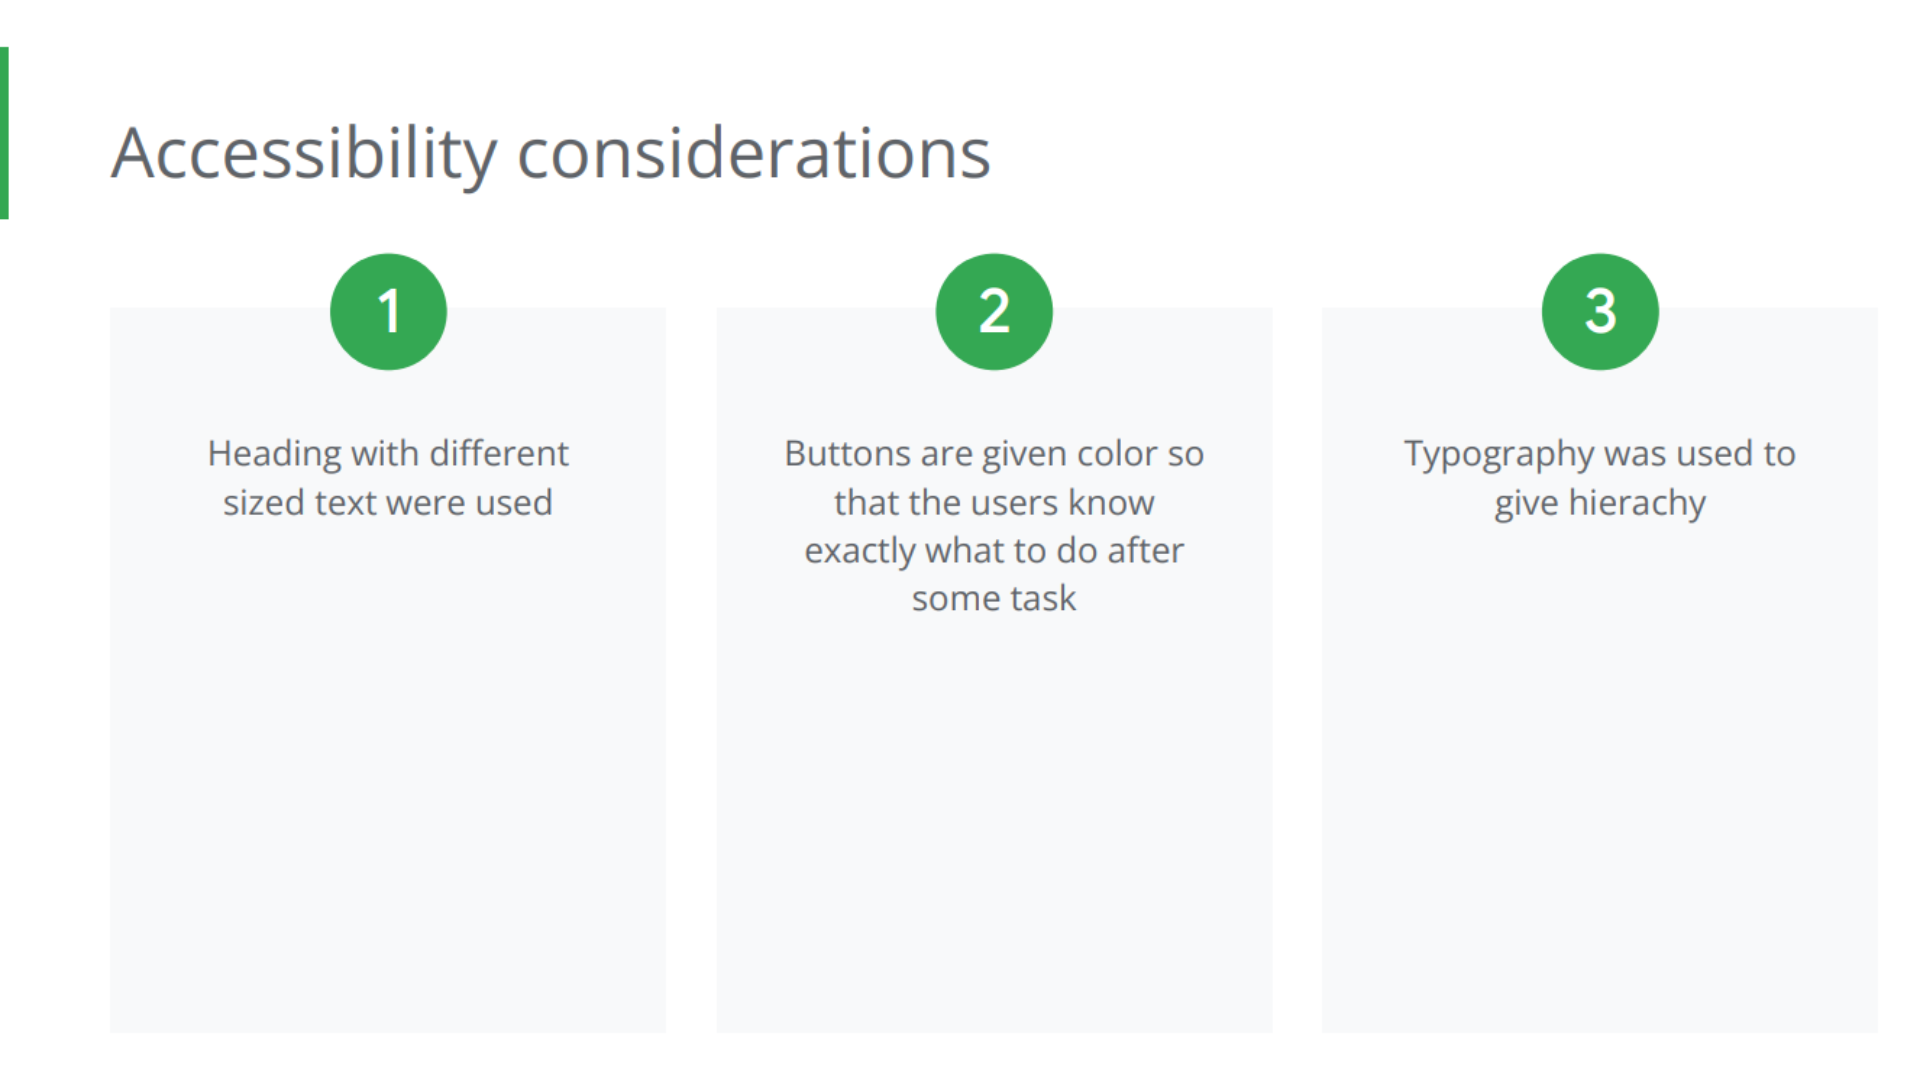 Accessibility considerations
1
Heading with different
sized text were used
2
Buttons are given color so
that the users know
exactly what to do after
some task
3
Typography was used to
give hierachy